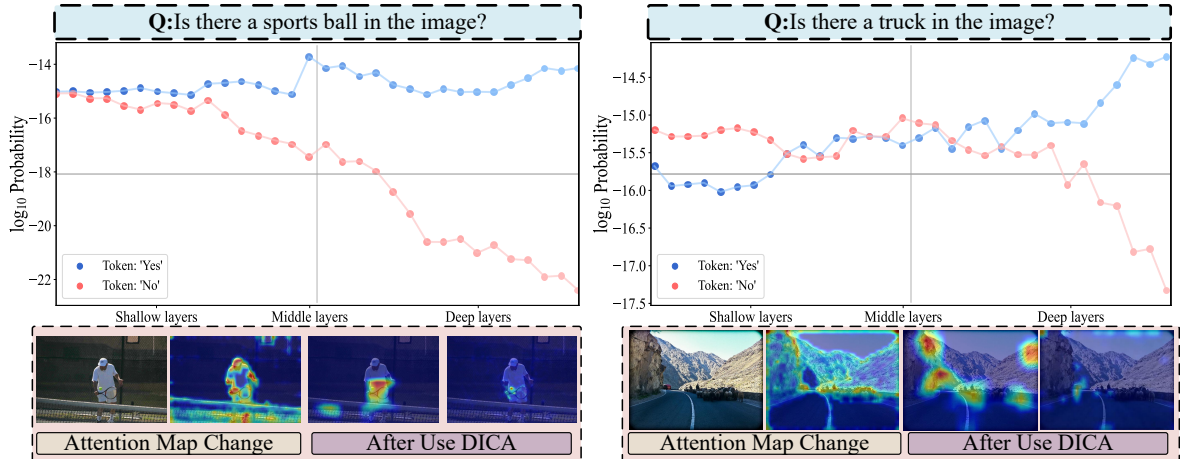 Q:Is there a sports ball in the image?
−14
−16
−18
−20
−22
log10 Probability
Token: 'Yes'
Token: 'No'
Shallow layers
Middle layers
Deep layers
Attention Map Change
After Use DICA
Q:Is there a truck in the image?
−14.5
−15.0
−15.5
−16.0
−16.5
−17.0
−17.5
log10 Probability
Token: 'Yes'
Token: 'No'
Shallow layers
Middle layers
Deep layers
Attention Map Change
After Use DICA